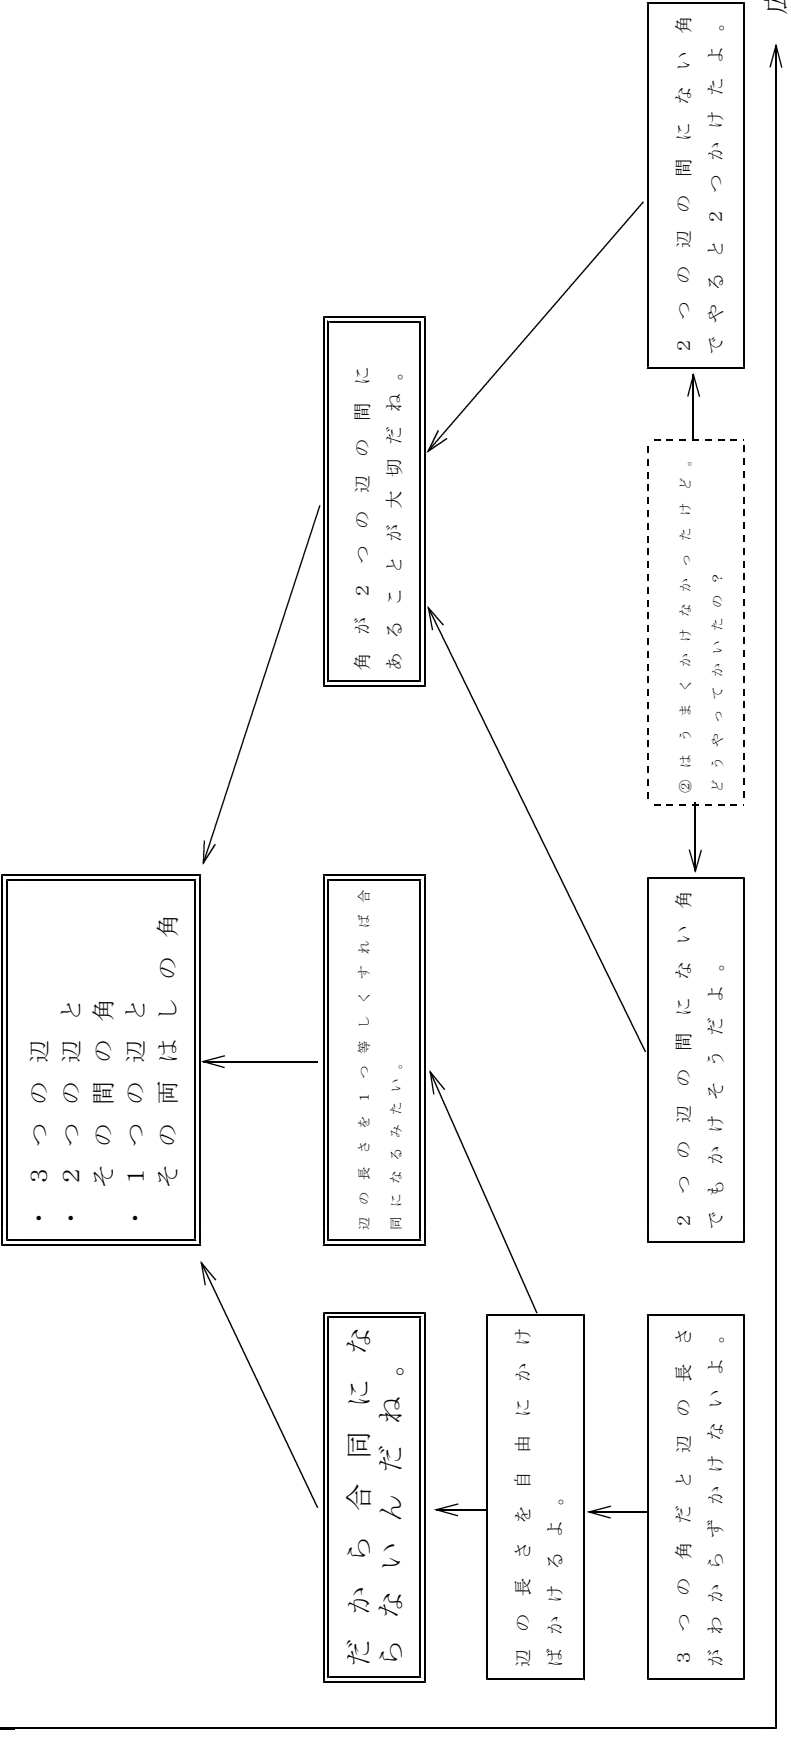 ・３つの辺
・２つの辺と
その間の角
・１つの辺と
その両はしの角
だから合同にな
らないんだね。
辺の長さを１つ等しくすれば合
同になるみたい。
角が２つの辺の間に
あることが大切だね。
辺の長さを自由にかけ
ばかけるよ。
３つの角だと辺の長さ
がわからずかけないよ。
２つの辺の間にない角
でもかけそうだよ。
②はうまくかけなかったけど。
どうやってかいたの？
２つの辺の間にない角
でやると２つかけたよ。